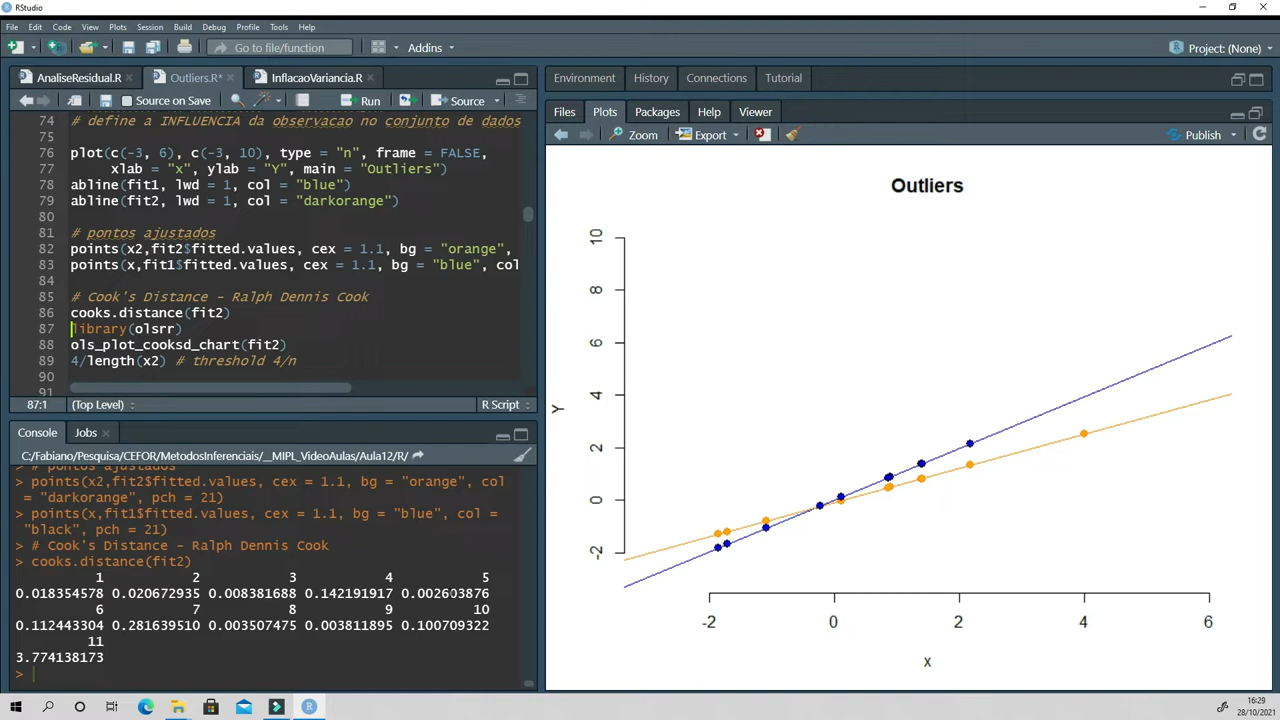 RStudio
File Edit Code View Plots Session Build Debug Profile Tools Help
Go to file/function Addins Project: (None)
AnaliseResidual.R Outliers.R* InflacaoVariancia.R
Source on Save Run Source
74 # define a INFLUENCIA da observacao no conjunto de dados
75
76 plot(c(-3, 6), c(-3, 10), type = "n", frame = FALSE,
77 xlab = "x", ylab = "Y", main = "Outliers")
78 abline(fit1, lwd = 1, col = "blue")
79 abline(fit2, lwd = 1, col = "darkorange")
80
81 # pontos ajustados
82 points(x2,fit2$fitted.values, cex = 1.1, bg = "orange",
83 points(x,fit1$fitted.values, cex = 1.1, bg = "blue", col
84
85 # Cook's Distance - Ralph Dennis Cook
86 cooks.distance(fit2)
87 library(olsrr)
88 ols_plot_cooksd_chart(fit2)
89 4/length(x2) # threshold 4/n
90
91
87:1 (Top Level) R Script
Console Jobs
C:/Fabiano/Pesquisa/CEFOR/MetodosInferenciais/__MIPL_VideoAulas/Aula12/R/
> # pontos ajustados
> points(x2,fit2$fitted.values, cex = 1.1, bg = "orange", col
= "darkorange", pch = 21)
> points(x,fit1$fitted.values, cex = 1.1, bg = "blue", col =
"black", pch = 21)
> # Cook's Distance - Ralph Dennis Cook
> cooks.distance(fit2)
1 2 3 4 5
0.018354578 0.020672935 0.008381688 0.142191917 0.002603876
6 7 8 9 10
0.112443304 0.281639510 0.003507475 0.003811895 0.100709322
11
3.774138173
>
Environment History Connections Tutorial
Files Plots Packages Help Viewer
Zoom Export Publish
Outliers
10
8
6
4
2
0
-2
Y
-2 0 2 4 6
x
16:29
28/10/2021